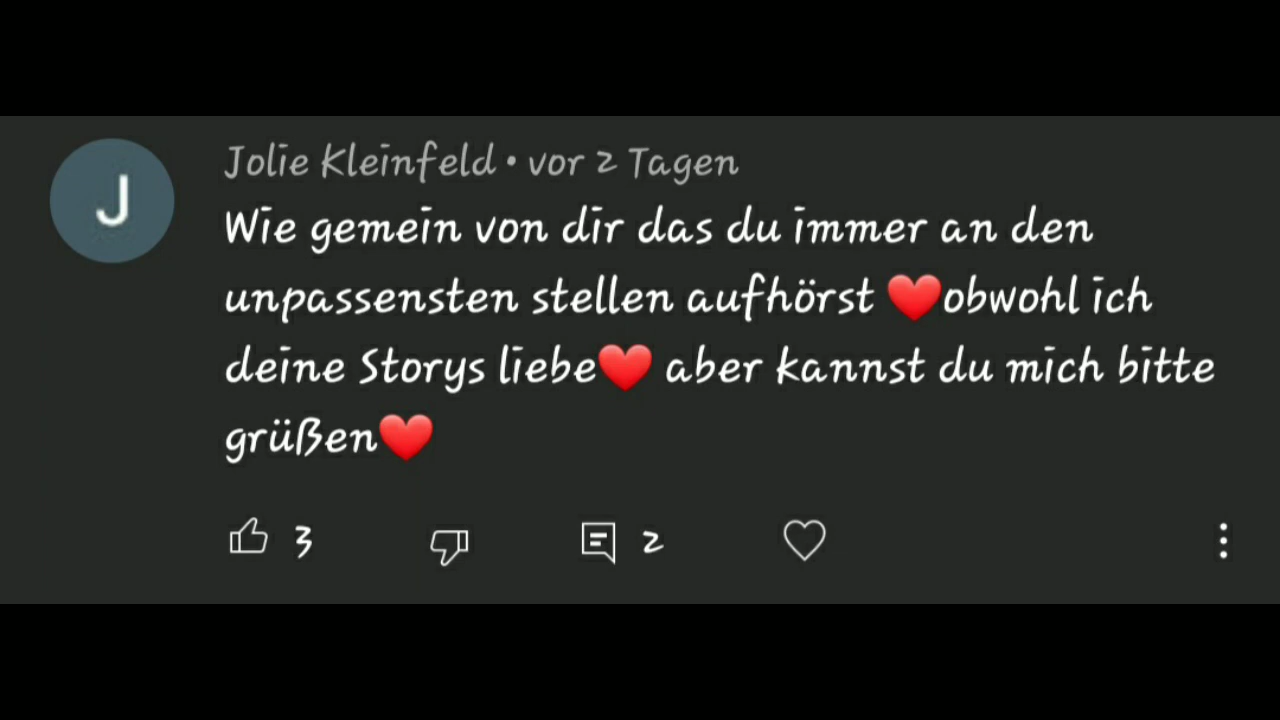 J
Jolie Kleinfeld • vor 2 Tagen
Wie gemein von dir das du immer an den
unpassensten stellen aufhörst ❤️obwohl ich
deine Storys liebe❤️ aber kannst du mich bitte
grüßen❤️
3 2